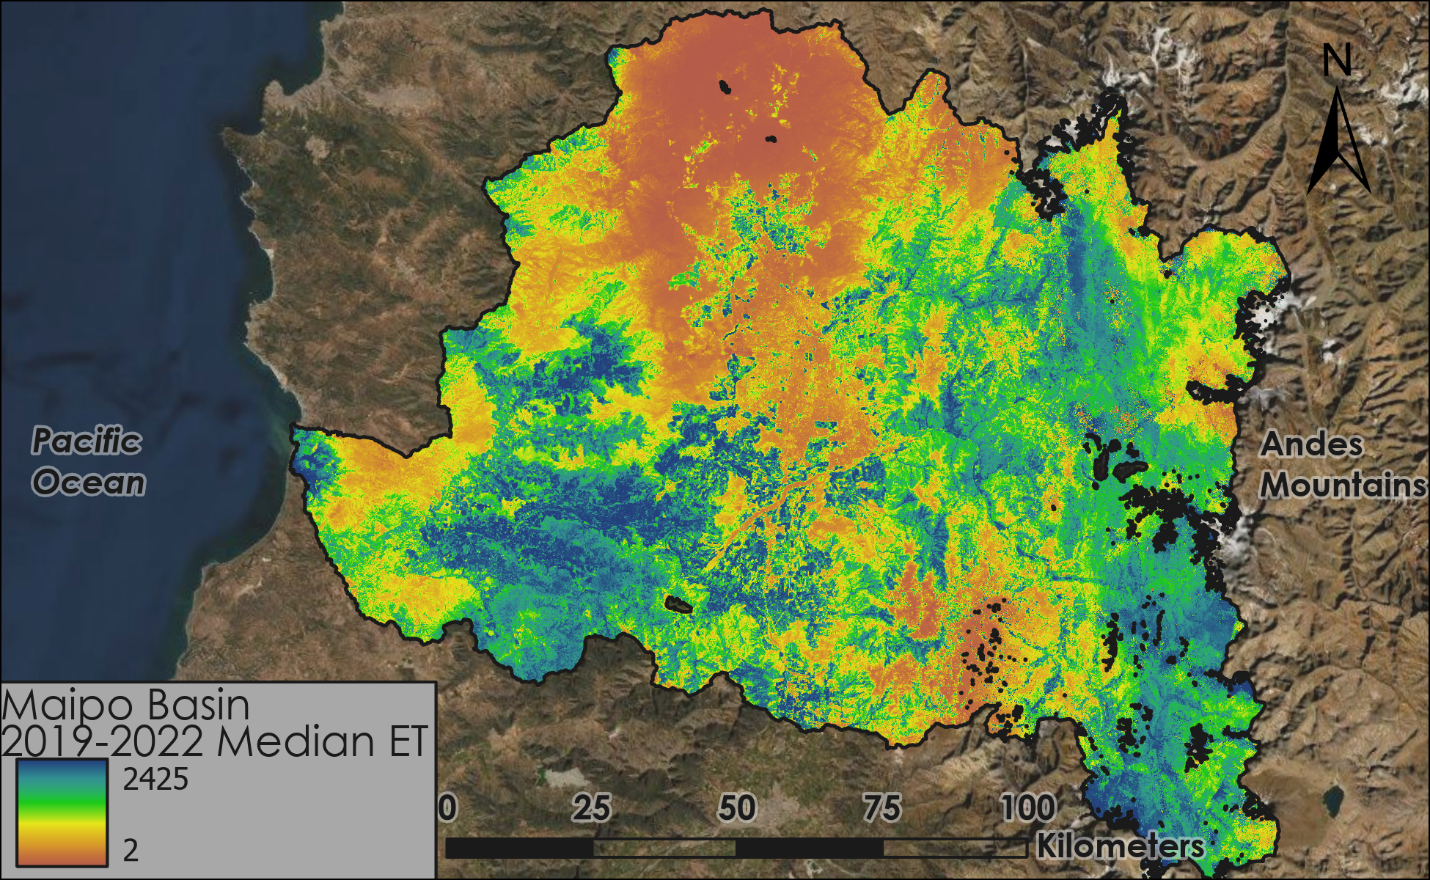 N
Pacific
Ocean
Andes
Mountains
Maipo Basin
2019-2022 Median ET
2425
2
0 25 50 75 100
Kilometers